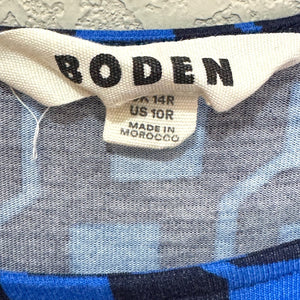 BODEN
UK 14R
US 10R
MADE IN
MOROCCO